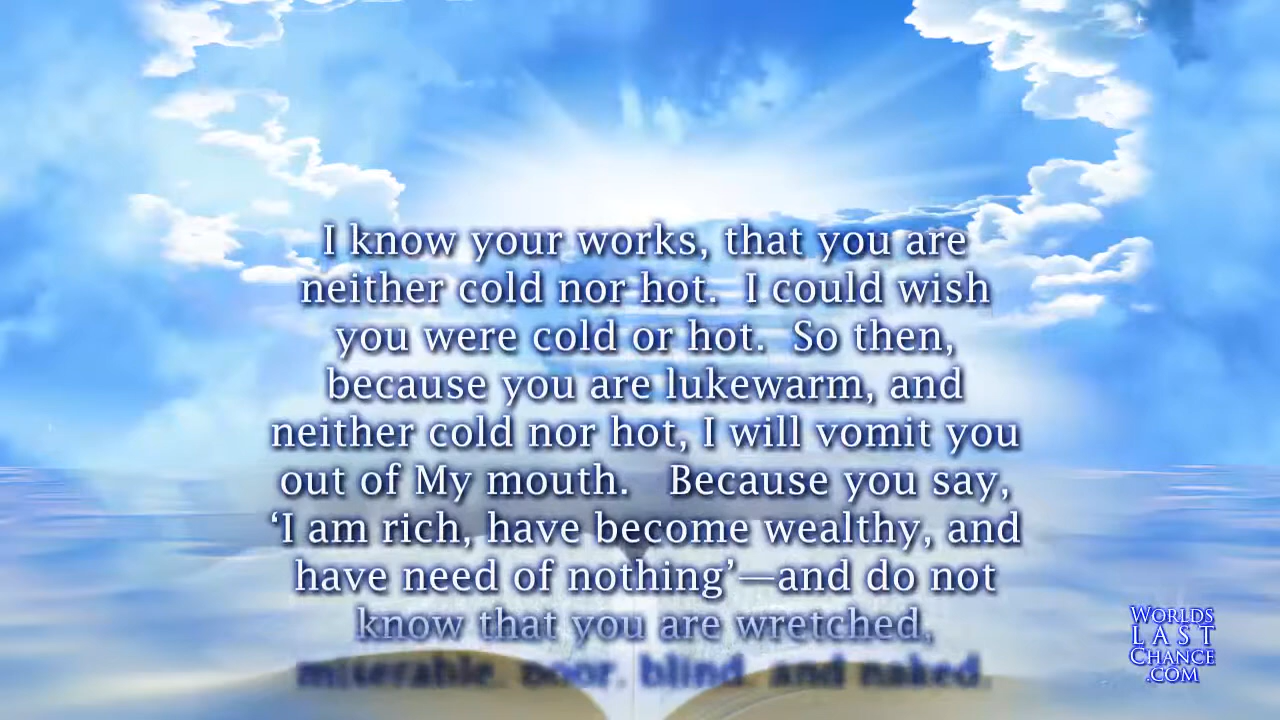 I know your works, that you are
neither cold nor hot.  I could wish
you were cold or hot.  So then,
because you are lukewarm, and
neither cold nor hot, I will vomit you
out of My mouth.   Because you say,
‘I am rich, have become wealthy, and
have need of nothing’—and do not
know that you are wretched,
miserable, poor, blind, and naked.
WORLDS
LAST
CHANCE
.COM